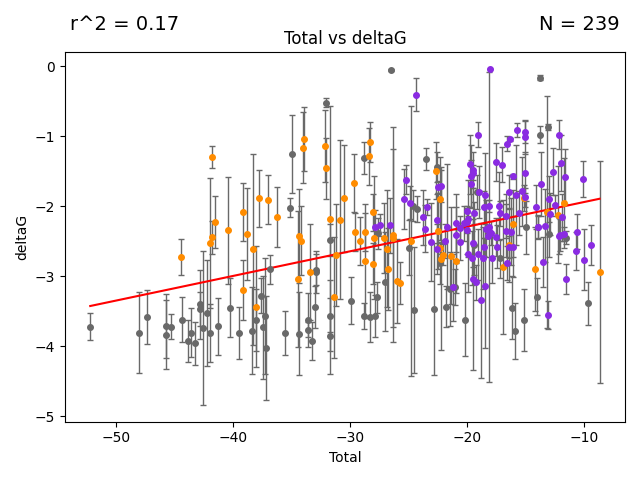 r^2 = 0.17
N = 239
Total vs deltaG
deltaG
0
−1
−2
−3
−4
−5
−50
−40
−30
−20
−10
Total